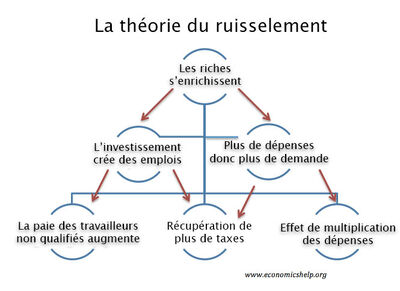 La théorie du ruisselement
Les riches
s'enrichissent
L'investissement
crée des emplois
Plus de dépenses
donc plus de demande
La paie des travailleurs
non qualifiés augmente
Récupération de
plus de taxes
Effet de multiplication
des dépenses
www.economicshelp.org